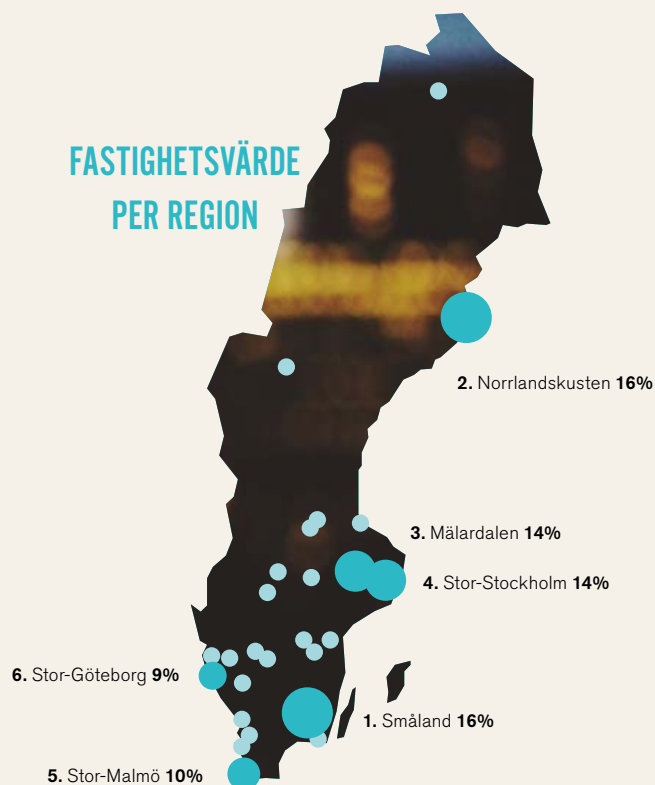 FASTIGHETSVÄRDE
PER REGION
2. Norrlandskusten 16%
3. Mälardalen 14%
4. Stor-Stockholm 14%
6. Stor-Göteborg 9%
1. Småland 16%
5. Stor-Malmö 10%